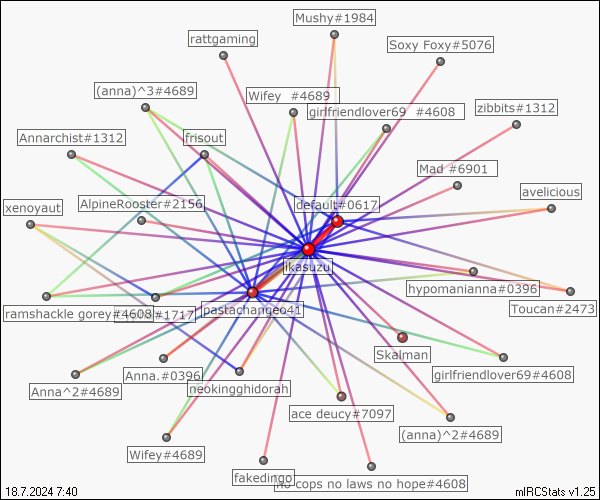 Mushy#1984
rattgaming
Soxy Foxy#5076
(anna)^3#4689
Wifey #4689
girlfriendlover69 #4608
zibbits#1312
Annarchist#1312
frisout
Mad #6901
avelicious
xenoyaut
AlpineRooster#2156
default#0617
ikasuzu
hypomanianna#0396
Toucan#2473
ramshackle gorey#4608
#1717
pastachangeo41
Skalman
Anna^2#4689
Anna.#0396
neokingghidorah
girlfriendlover69#4608
ace deucy#7097
(anna)^2#4689
Wifey#4689
fakedingo
no cops no laws no hope#4608
18.7.2024 7:40
mIRCStats v1.25